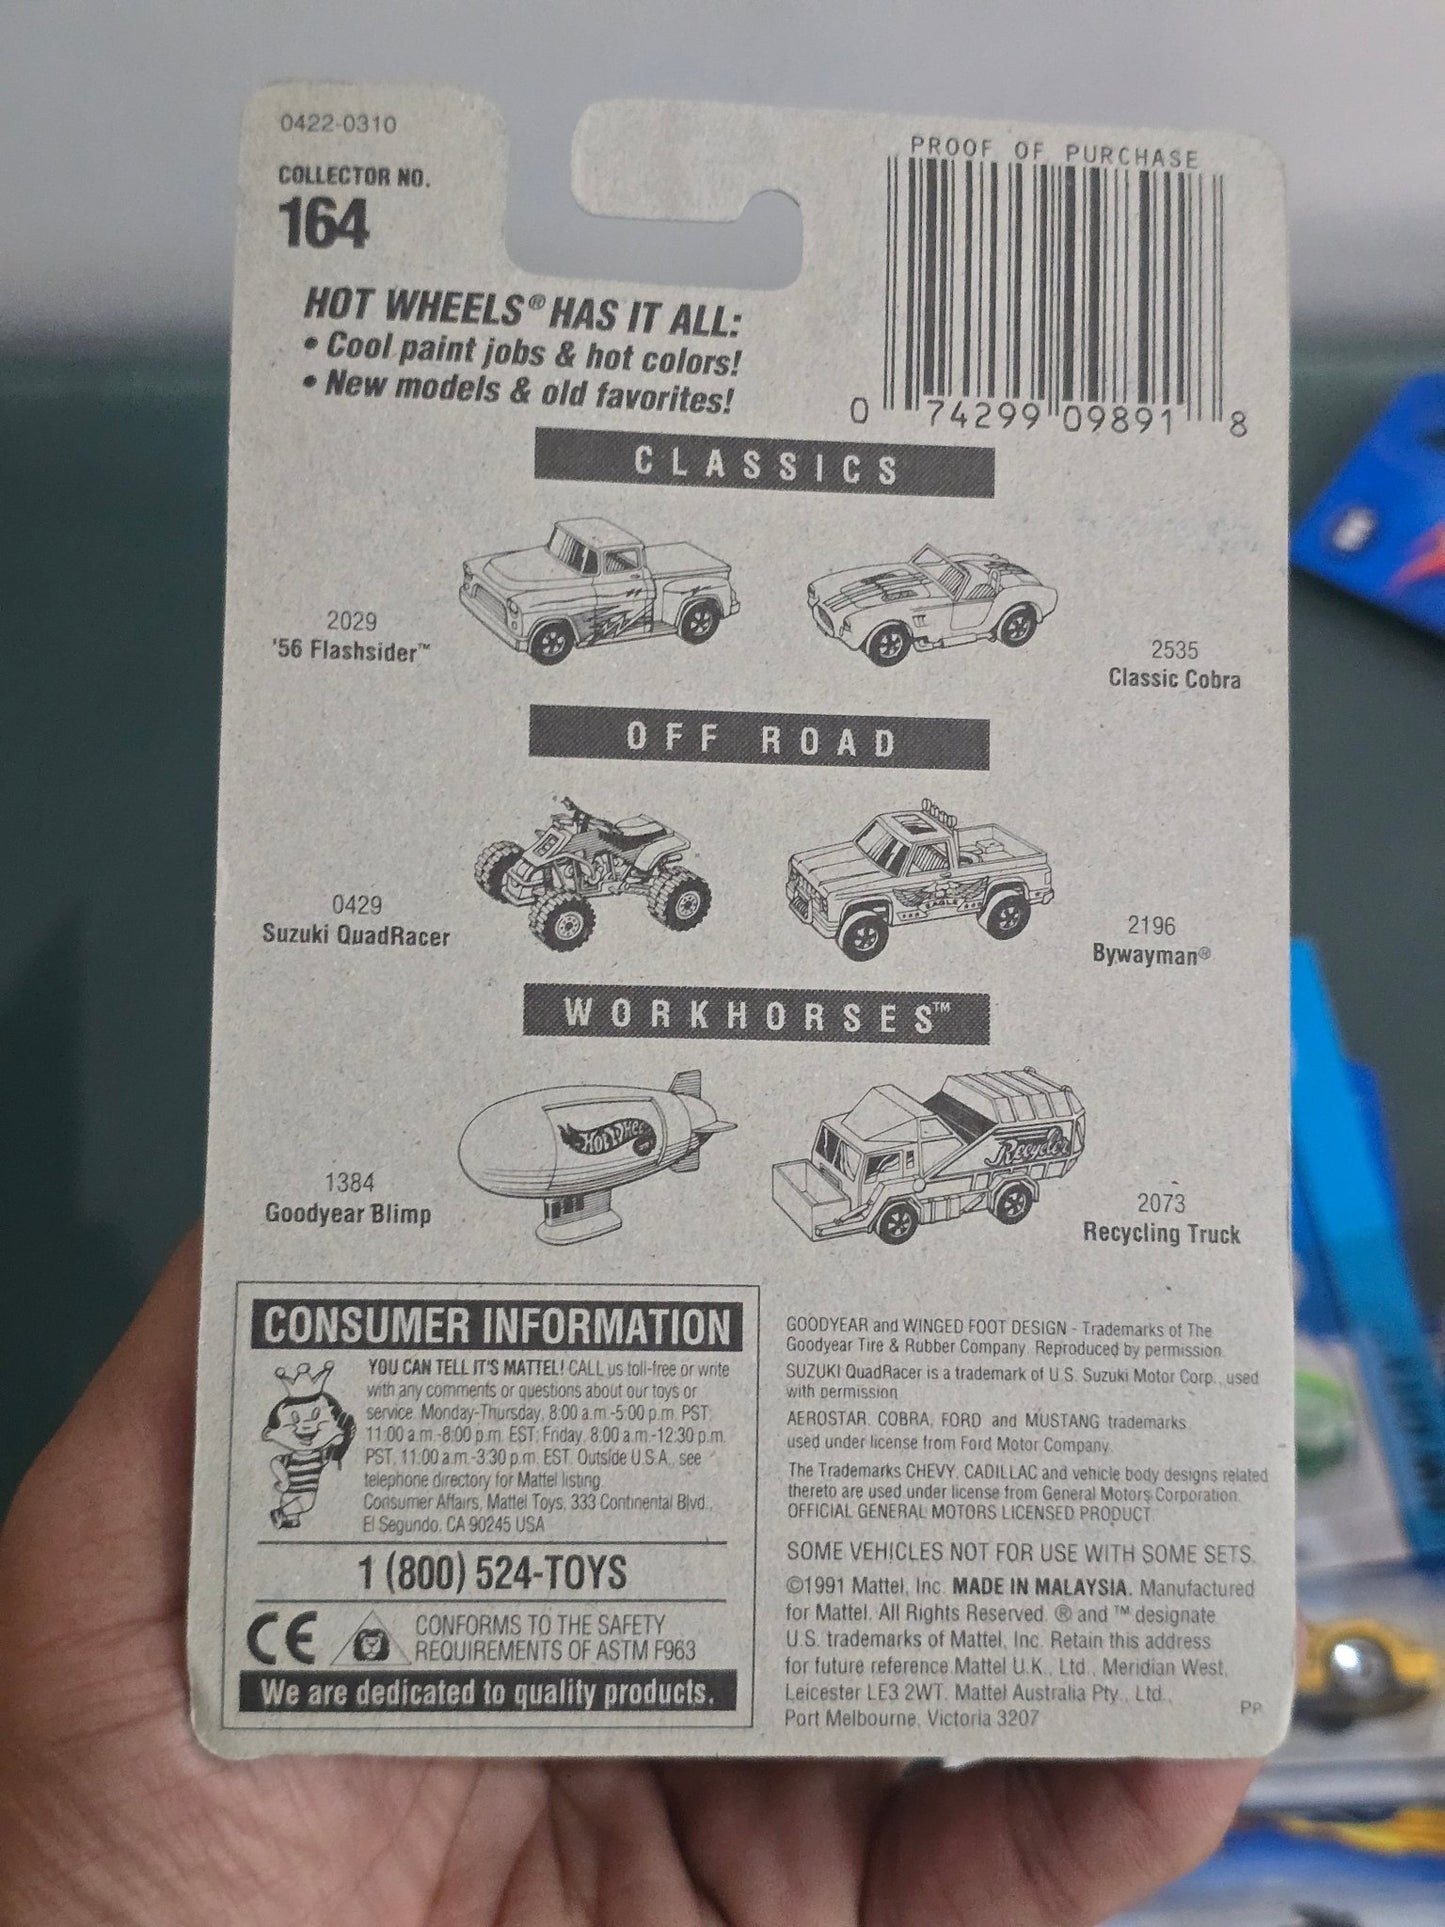 0422-0310
COLLECTOR NO.
164
PROOF OF PURCHASE
0 74299 09891 8
HOT WHEELS® HAS IT ALL:
• Cool paint jobs & hot colors!
• New models & old favorites!
CLASSICS
2029
'56 Flashsider™
2535
Classic Cobra
OFF ROAD
0429
Suzuki QuadRacer
EAGLE
2196
Bywayman®
WORKHORSES™
1384
Goodyear Blimp
Recycler
2073
Recycling Truck
CONSUMER INFORMATION
YOU CAN TELL IT'S MATTEL! CALL us toll-free or write
with any comments or questions about our toys or
service. Monday-Thursday, 8:00 a.m.-5:00 p.m. PST;
11:00 a.m.-8:00 p.m. EST; Friday, 8:00 a.m.-12:30 p.m.
PST, 11:00 a.m.-3:30 p.m. EST. Outside U.S.A., see
telephone directory for Mattel listing.
Consumer Affairs, Mattel Toys, 333 Continental Blvd.,
El Segundo, CA 90245 USA
1 (800) 524-TOYS
CE
CONFORMS TO THE SAFETY
REQUIREMENTS OF ASTM F963
We are dedicated to quality products.
GOODYEAR and WINGED FOOT DESIGN - Trademarks of The
Goodyear Tire & Rubber Company. Reproduced by permission.
SUZUKI QuadRacer is a trademark of U.S. Suzuki Motor Corp., used
with permission
AEROSTAR, COBRA, FORD and MUSTANG trademarks
used under license from Ford Motor Company.
The Trademarks CHEVY, CADILLAC and vehicle body designs related
thereto are used under license from General Motors Corporation.
OFFICIAL GENERAL MOTORS LICENSED PRODUCT.
SOME VEHICLES NOT FOR USE WITH SOME SETS.
©1991 Mattel, Inc. MADE IN MALAYSIA. Manufactured
for Mattel. All Rights Reserved. ® and ™ designate
U.S. trademarks of Mattel, Inc. Retain this address
for future reference.Mattel U.K., Ltd., Meridian West,
Leicester LE3 2WT. Mattel Australia Pty., Ltd.,
Port Melbourne, Victoria 3207
PP